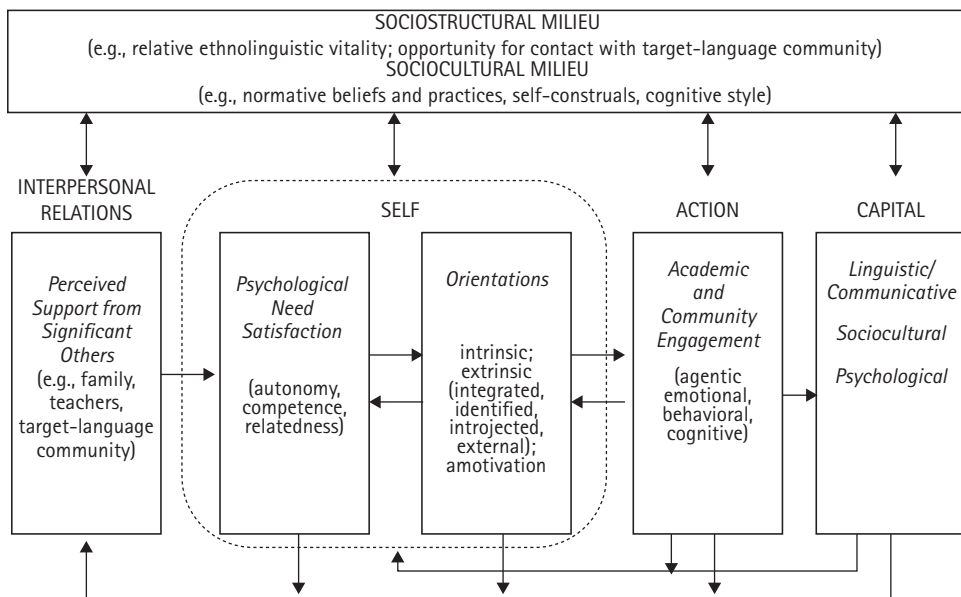 SOCIOSTRUCTURAL MILIEU
(e.g., relative ethnolinguistic vitality; opportunity for contact with target-language community)
SOCIOCULTURAL MILIEU
(e.g., normative beliefs and practices, self-construals, cognitive style)
INTERPERSONAL
RELATIONS
Perceived
Support from
Significant
Others
(e.g., family,
teachers,
target-language
community)
SELF
Psychological
Need
Satisfaction
(autonomy,
competence,
relatedness)
Orientations
intrinsic;
extrinsic
(integrated,
identified,
introjected,
external);
amotivation
ACTION
Academic
and
Community
Engagement
(agentic
emotional,
behavioral,
cognitive)
CAPITAL
Linguistic/
Communicative
Sociocultural
Psychological